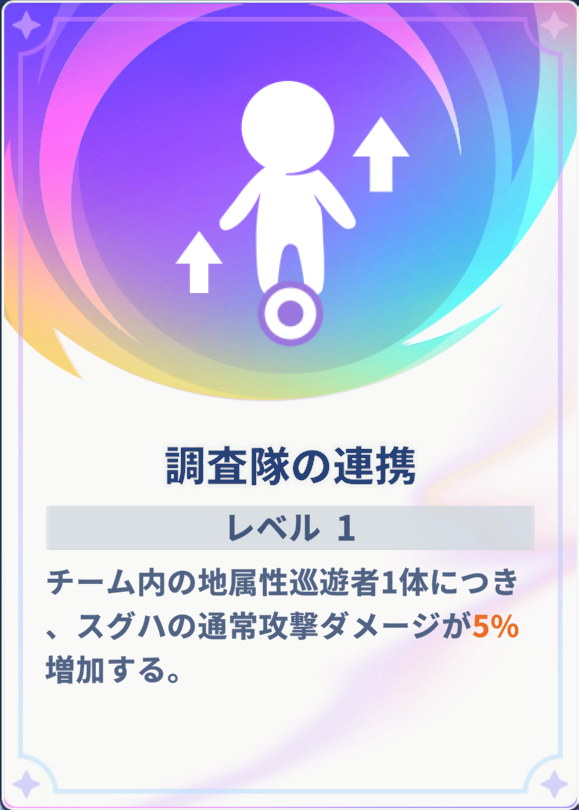 調査隊の連携
レベル 1
チーム内の地属性巡遊者1体につき
、スグハの通常攻撃ダメージが5%
増加する。